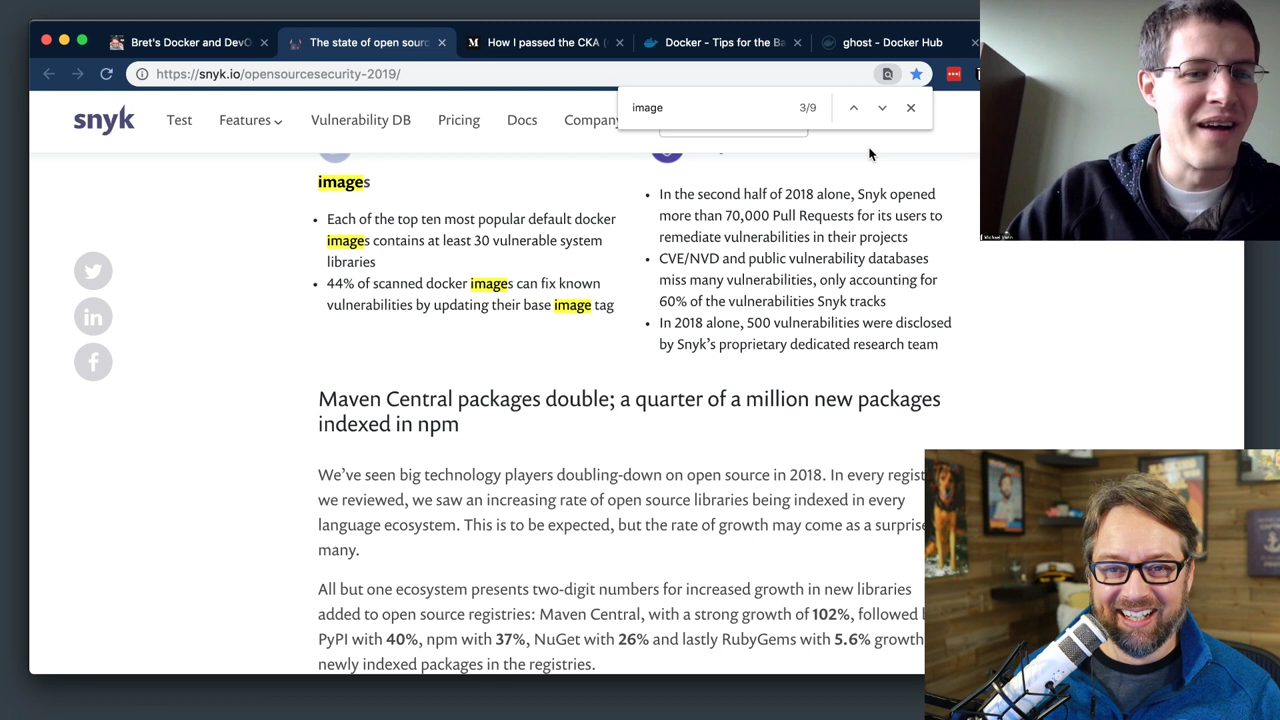 Bret's Docker and DevO
The state of open sourc
How I passed the CKA (
Docker - Tips for the Ba
ghost - Docker Hub
https://snyk.io/opensourcesecurity-2019/
image 3/9
snyk
Test
Features
Vulnerability DB
Pricing
Docs
Company
images
Each of the top ten most popular default docker
images contains at least 30 vulnerable system
libraries
44% of scanned docker images can fix known
vulnerabilities by updating their base image tag
In the second half of 2018 alone, Snyk opened
more than 70,000 Pull Requests for its users to
remediate vulnerabilities in their projects
CVE/NVD and public vulnerability databases
miss many vulnerabilities, only accounting for
60% of the vulnerabilities Snyk tracks
In 2018 alone, 500 vulnerabilities were disclosed
by Snyk's proprietary dedicated research team
Maven Central packages double; a quarter of a million new packages
indexed in npm
We've seen big technology players doubling-down on open source in 2018. In every regist
we reviewed, we saw an increasing rate of open source libraries being indexed in every
language ecosystem. This is to be expected, but the rate of growth may come as a surprise
many.
All but one ecosystem presents two-digit numbers for increased growth in new libraries
added to open source registries: Maven Central, with a strong growth of 102%, followed
PyPI with 40%, npm with 37%, NuGet with 26% and lastly RubyGems with 5.6% growth
newly indexed packages in the registries.